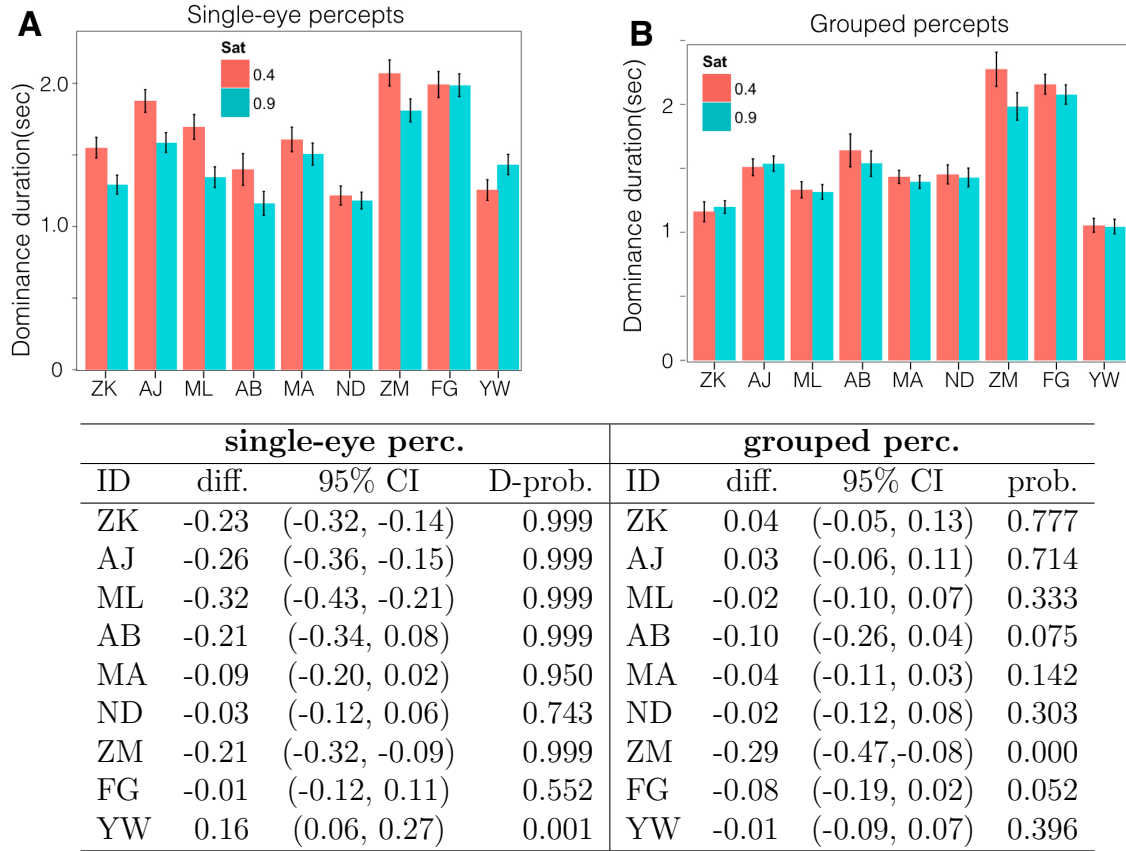 A
Single-eye percepts
Dominance duration(sec)
2.0
1.0
0
Sat
0.4
0.9
ZK AJ ML AB MA ND ZM FG YW
B
Grouped percepts
Dominance duration(sec)
2
1
0
Sat
0.4
0.9
ZK AJ ML AB MA ND ZM FG YW
single-eye perc. grouped perc.
ID diff. 95% CI D-prob. ID diff. 95% CI prob.
ZK -0.23 (-0.32, -0.14) 0.999 ZK 0.04 (-0.05, 0.13) 0.777
AJ -0.26 (-0.36, -0.15) 0.999 AJ 0.03 (-0.06, 0.11) 0.714
ML -0.32 (-0.43, -0.21) 0.999 ML -0.02 (-0.10, 0.07) 0.333
AB -0.21 (-0.34, 0.08) 0.999 AB -0.10 (-0.26, 0.04) 0.075
MA -0.09 (-0.20, 0.02) 0.950 MA -0.04 (-0.11, 0.03) 0.142
ND -0.03 (-0.12, 0.06) 0.743 ND -0.02 (-0.12, 0.08) 0.303
ZM -0.21 (-0.32, -0.09) 0.999 ZM -0.29 (-0.47,-0.08) 0.000
FG -0.01 (-0.12, 0.11) 0.552 FG -0.08 (-0.19, 0.02) 0.052
YW 0.16 (0.06, 0.27) 0.001 YW -0.01 (-0.09, 0.07) 0.396